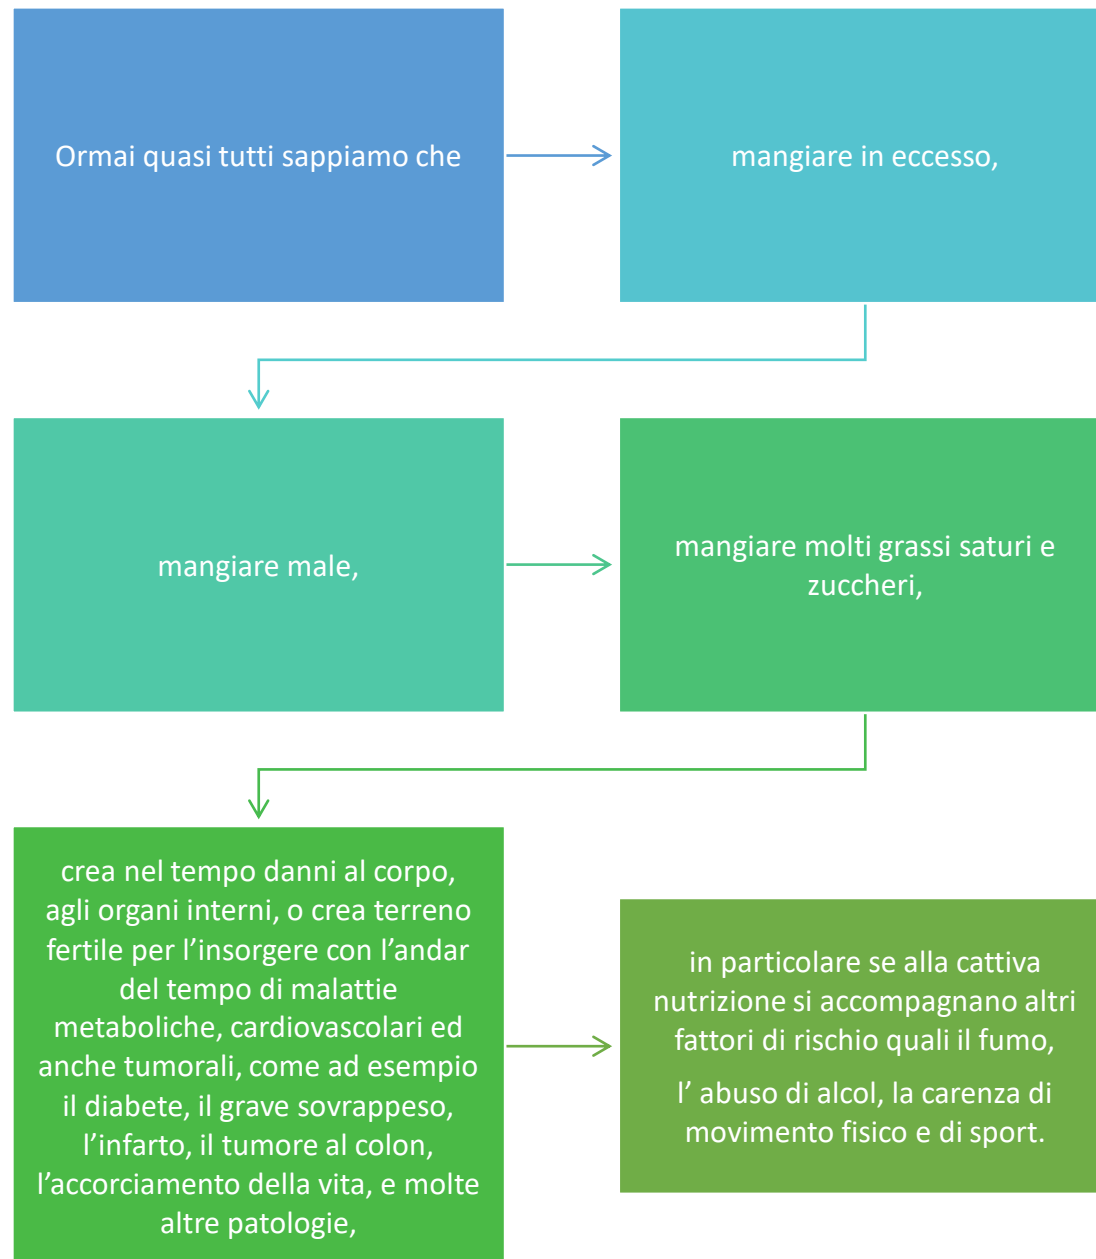 Ormai quasi tutti sappiamo che
mangiare in eccesso,
mangiare male,
mangiare molti grassi saturi e
zuccheri,
crea nel tempo danni al corpo,
agli organi interni, o crea terreno
fertile per l’insorgere con l’andar
del tempo di malattie
metaboliche, cardiovascolari ed
anche tumorali, come ad esempio
il diabete, il grave sovrappeso,
l’infarto, il tumore al colon,
l’accorciamento della vita, e molte
altre patologie,
in particolare se alla cattiva
nutrizione si accompagnano altri
fattori di rischio quali il fumo,
l’ abuso di alcol, la carenza di
movimento fisico e di sport.